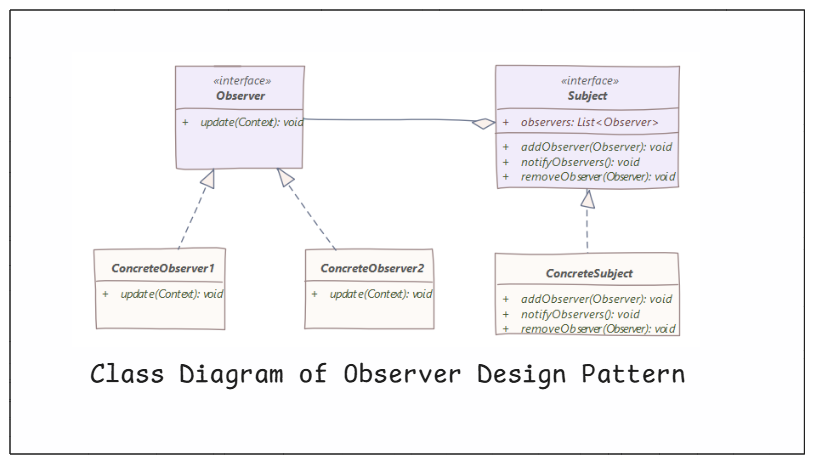 «interface»
Observer
+ update(Context): void
«interface»
Subject
+ observers: List<Observer>
+ addObserver(Observer): void
+ notifyObservers(): void
+ removeObserver(Observer): void
ConcreteObserver1
+ update(Context): void
ConcreteObserver2
+ update(Context): void
ConcreteSubject
+ addObserver(Observer): void
+ notifyObservers(): void
+ removeObserver(Observer): void
Class Diagram of Observer Design Pattern